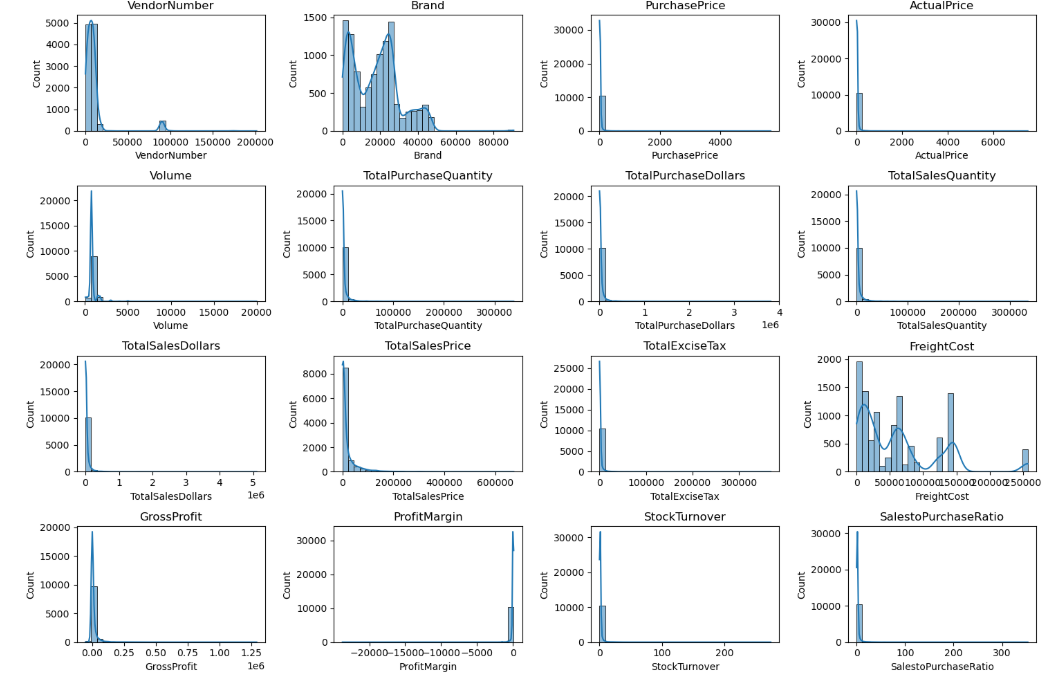 VendorNumber Brand PurchasePrice ActualPrice
5000 1500 30000 30000
4000 1000 20000 20000
3000 500 10000 10000
2000
1000
0 0 0 0
Count Count Count Count
0 50000 100000 150000 200000 0 20000 40000 60000 80000 0 2000 4000 0 2000 4000 6000
VendorNumber Brand PurchasePrice ActualPrice
Volume TotalPurchaseQuantity TotalPurchaseDollars TotalSalesQuantity
20000 20000 20000 20000
15000 15000 15000 15000
10000 10000 10000 10000
5000 5000 5000 5000
0 0 0 0
Count Count Count Count
0 5000 10000 15000 20000 0 100000 200000 300000 0 1 2 3 4 0 100000 200000 300000
1e6
Volume TotalPurchaseQuantity TotalPurchaseDollars TotalSalesQuantity
TotalSalesDollars TotalSalesPrice TotalExciseTax FreightCost
20000 8000 25000 2000
15000 6000 20000 1500
10000 4000 15000 1000
5000 2000 10000 500
5000
0 0 0 0
Count Count Count Count
0 1 2 3 4 5 0 200000 400000 600000 0 100000 200000 300000 0 50000 100000 150000 200000 250000
1e6
TotalSalesDollars TotalSalesPrice TotalExciseTax FreightCost
GrossProfit ProfitMargin StockTurnover SalestoPurchaseRatio
20000 30000 30000 30000
15000 20000 20000 20000
10000 10000 10000 10000
5000
0 0 0 0
Count Count Count Count
0.00 0.25 0.50 0.75 1.00 1.25 −20000 −15000 −10000 −5000 0 0 100 200 0 100 200 300
1e6
GrossProfit ProfitMargin StockTurnover SalestoPurchaseRatio